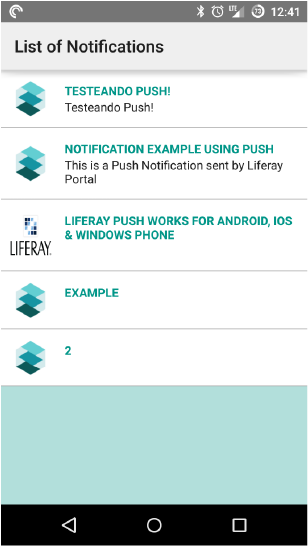 LTE 73 12:41
List of Notifications
TESTEANDO PUSH!
Testeando Push!
NOTIFICATION EXAMPLE USING PUSH
This is a Push Notification sent by Liferay
Portal
LIFERAY PUSH WORKS FOR ANDROID, IOS
& WINDOWS PHONE
LIFERAY.
EXAMPLE
2